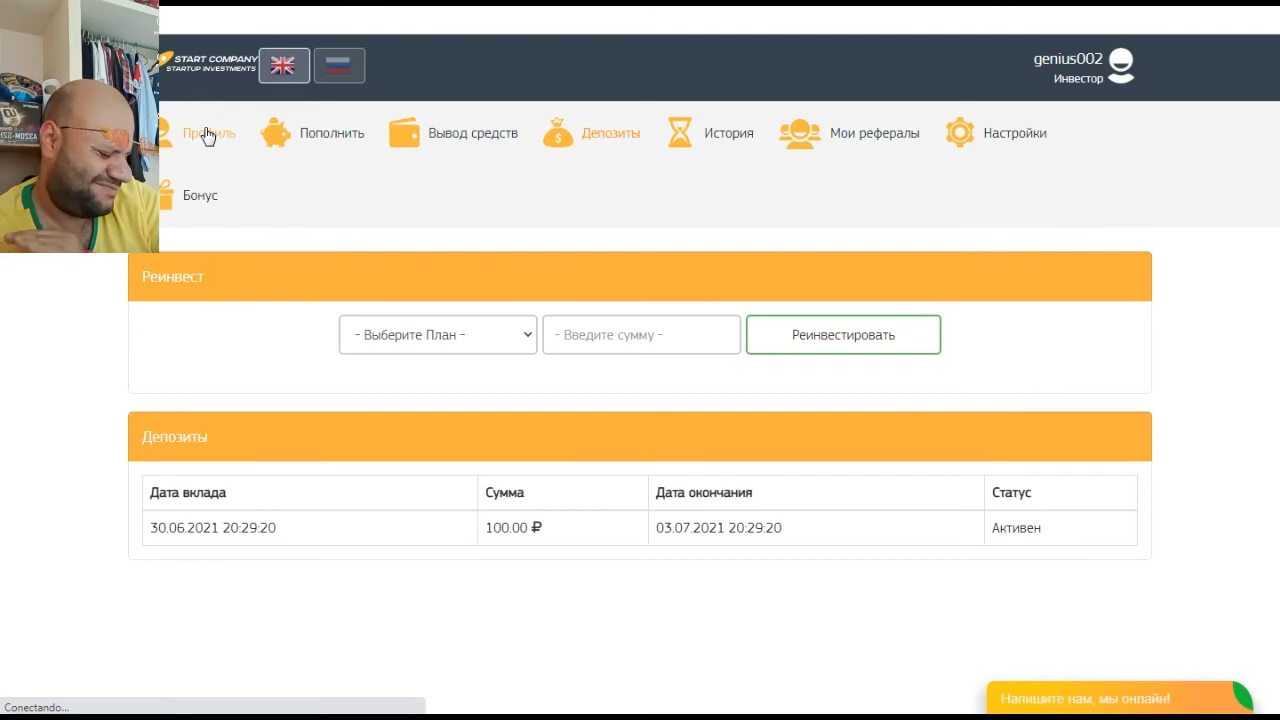 START COMPANY
STARTUP INVESTMENTS
genius002
Инвестор
Профиль
Пополнить
Вывод средств
Депозиты
История
Мои рефералы
Настройки
Бонус
Реинвест
- Выберите План -
- Введите сумму -
Реинвестировать
Депозиты
Дата вклада Сумма Дата окончания Статус
30.06.2021 20:29:20 100.00 ₽ 03.07.2021 20:29:20 Активен
Напишите нам, мы онлайн!
Conectando...